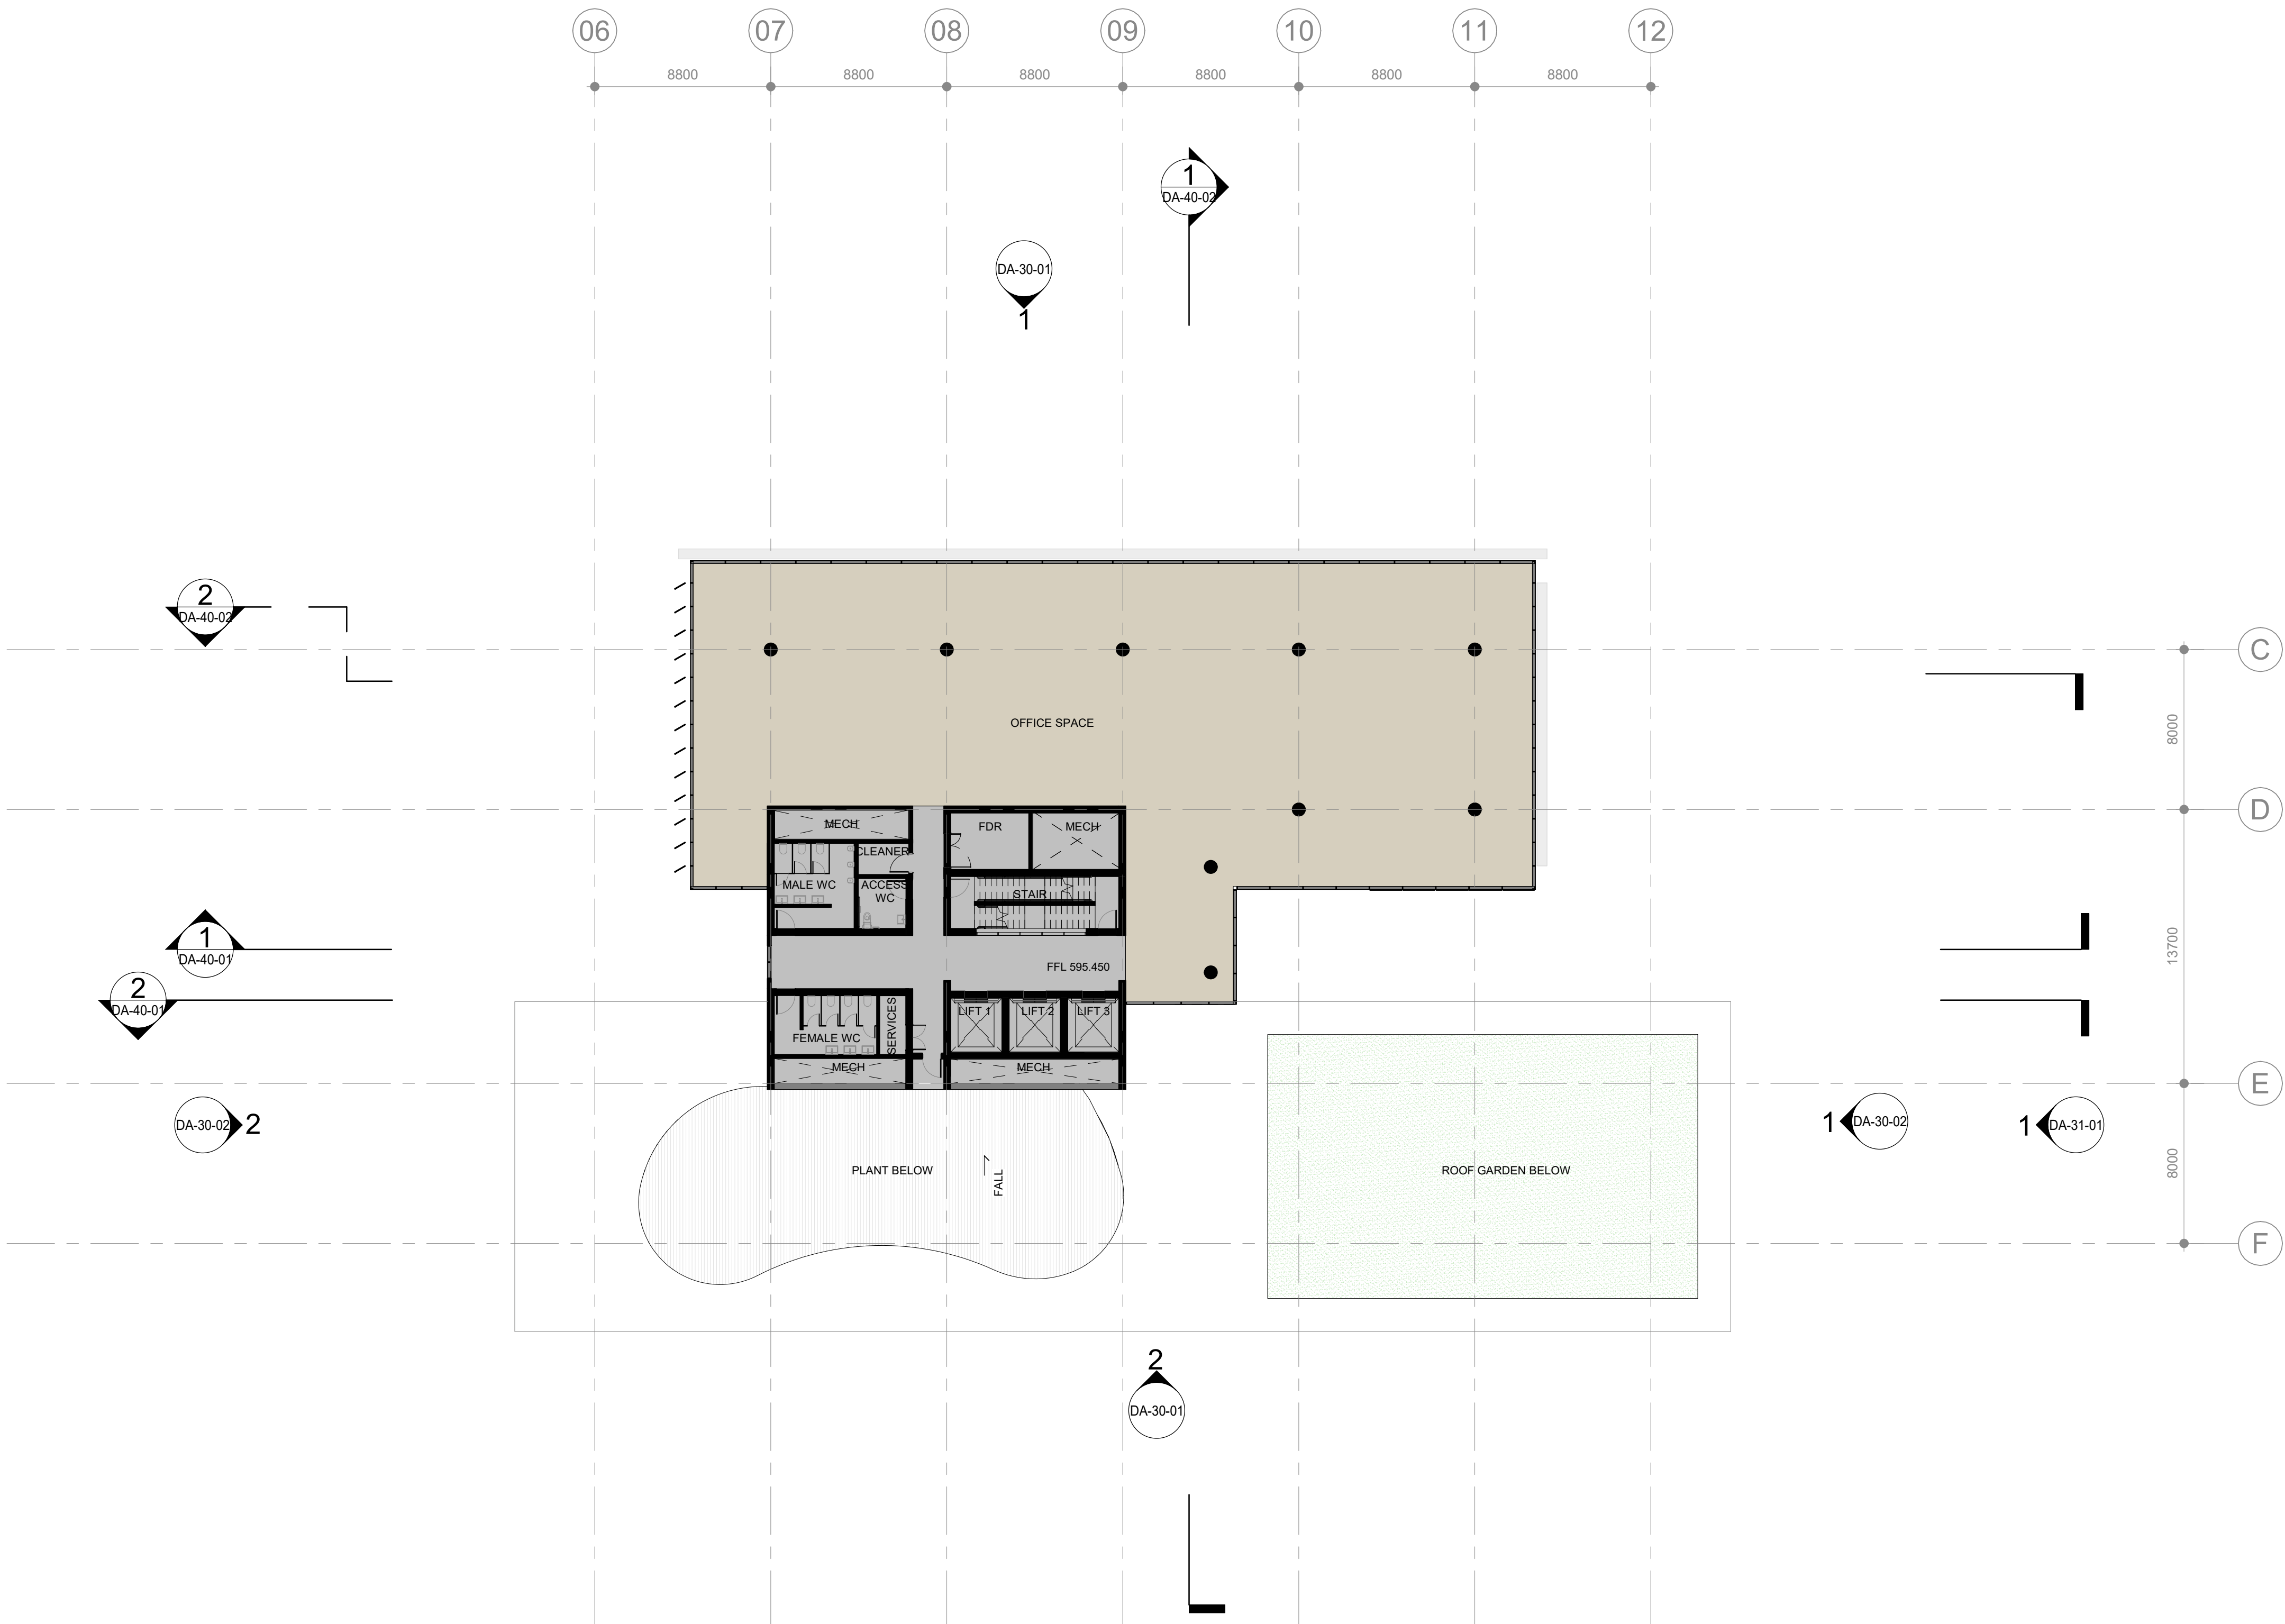 06 07 08 09 10 11 12
8800 8800 8800 8800 8800 8800
1
DA-40-02
DA-30-01
1
2
DA-40-02
C
8000
OFFICE SPACE
D
MECH
FDR
MECH
CLEANER
MALE WC
ACCESS
WC
STAIR
1
DA-40-01
13700
FFL 595.450
2
DA-40-01
LIFT 1
LIFT 2
LIFT 3
SERVICES
FEMALE WC
MECH
MECH
E
DA-30-02 2
1 DA-30-02
1 DA-31-01
PLANT BELOW
FALL
ROOF GARDEN BELOW
8000
F
2
DA-30-01